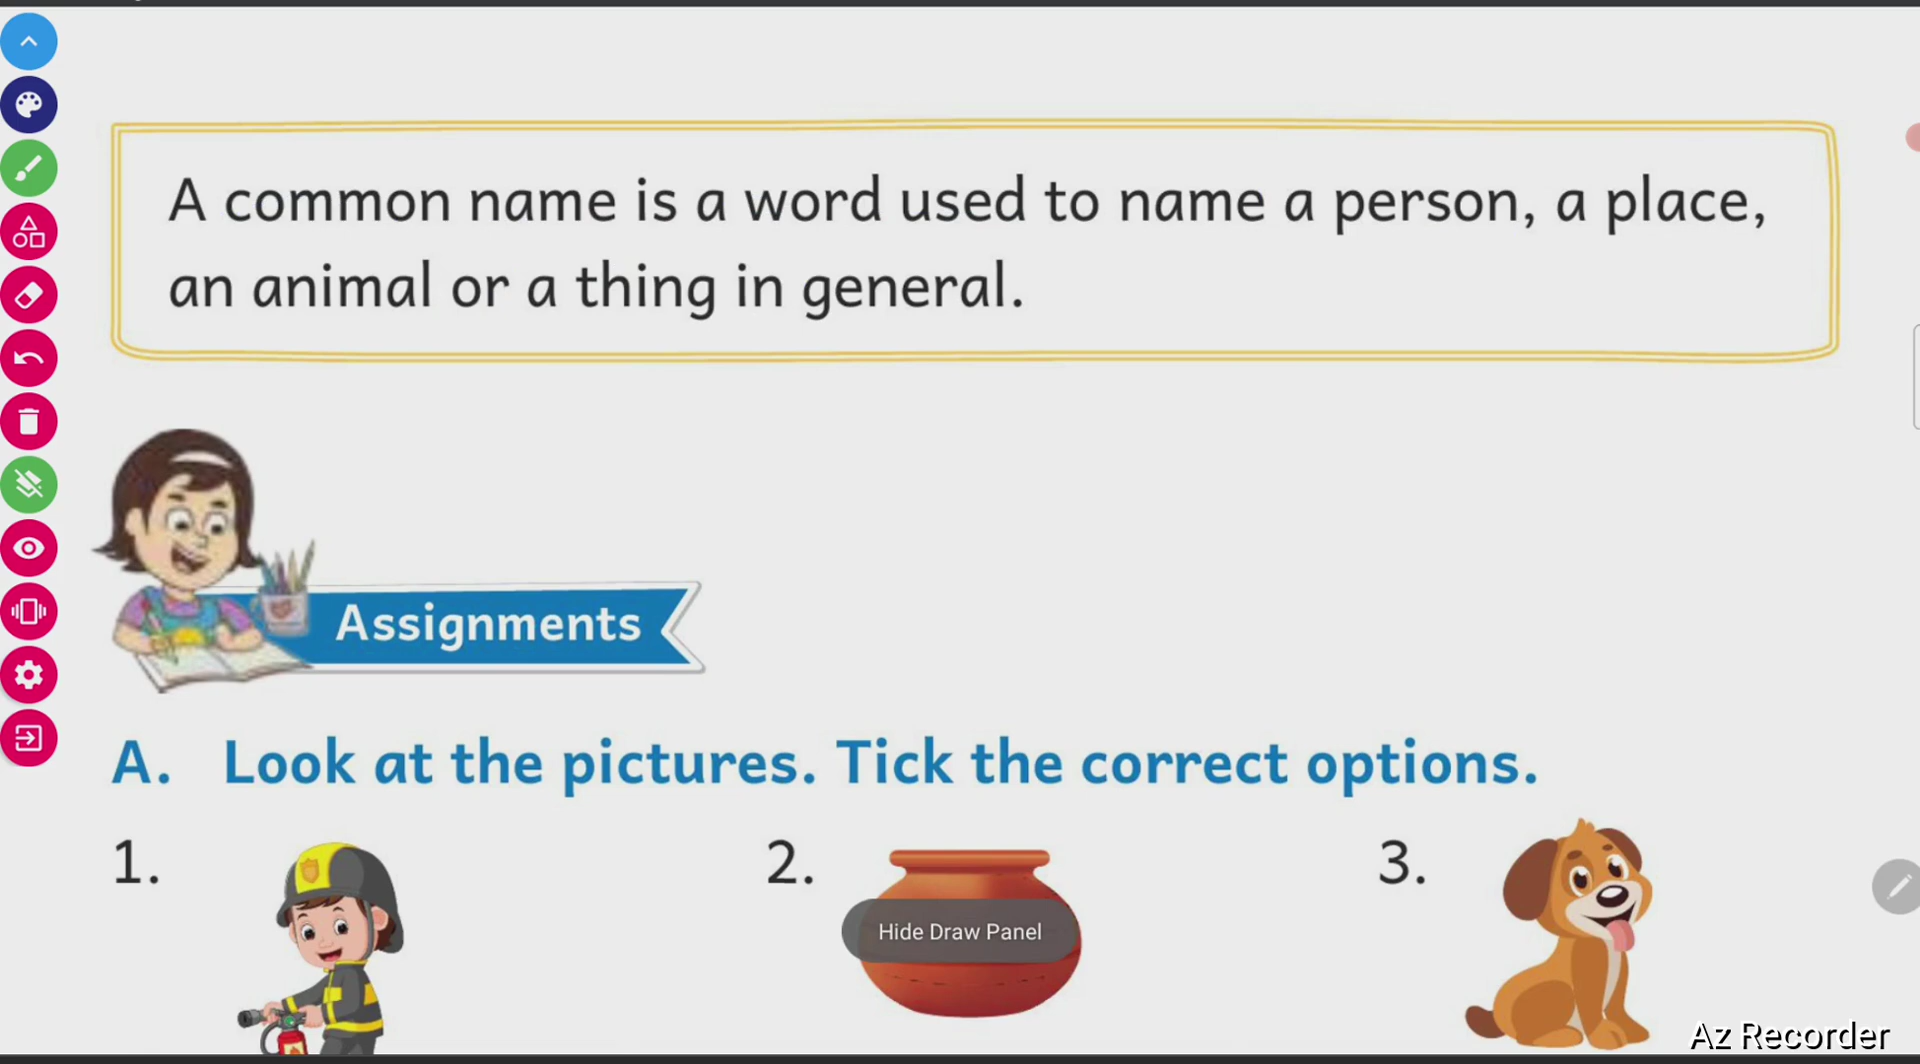 A common name is a word used to name a person, a place,
an animal or a thing in general.
Assignments
A. Look at the pictures. Tick the correct options.
1. 2. 3.
Hide Draw Panel
Az Recorder